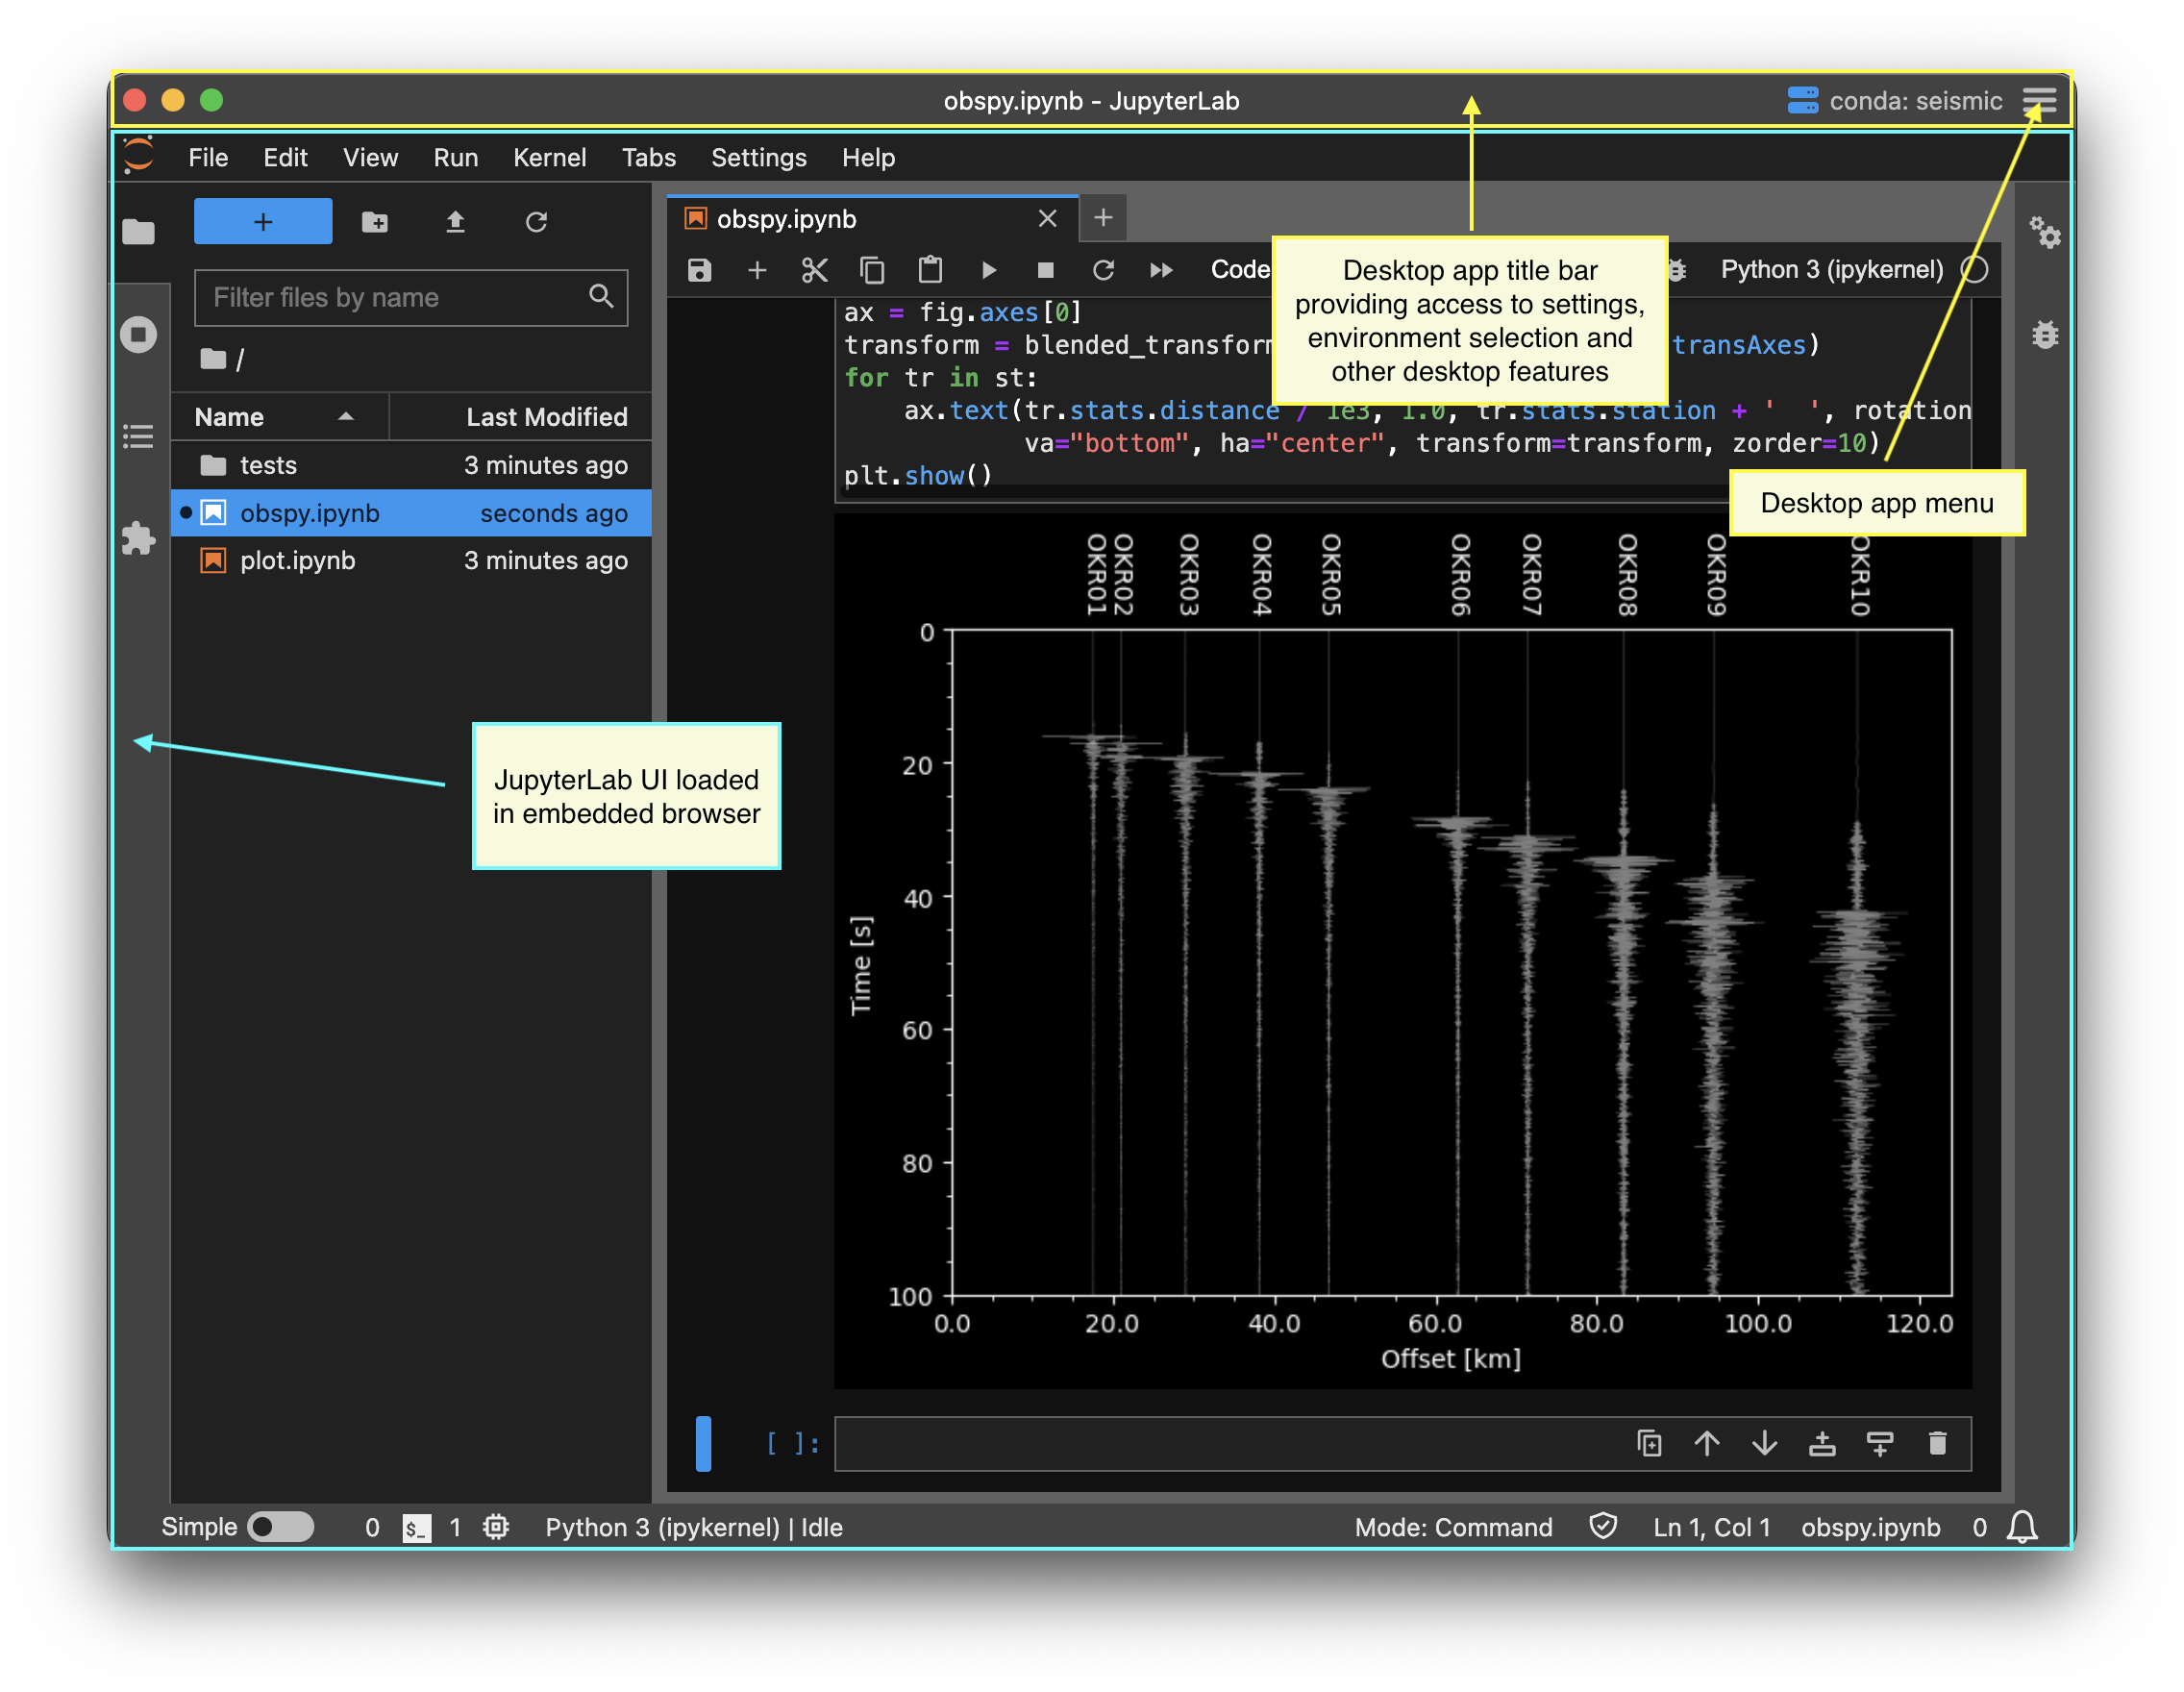 obspy.ipynb - JupyterLab
conda: seismic
File Edit View Run Kernel Tabs Settings Help
+
obspy.ipynb
+
Filter files by name
/
Name Last Modified
tests 3 minutes ago
obspy.ipynb seconds ago
plot.ipynb 3 minutes ago
Code
Python 3 (ipykernel)
Desktop app title bar
providing access to settings,
environment selection and
other desktop features
ax = fig.axes[0]
transform = blended_transform transAxes)
for tr in st:
    ax.text(tr.stats.distance / 1e3, 1.0, tr.stats.station + '  ', rotation
            va="bottom", ha="center", transform=transform, zorder=10)
plt.show()
Desktop app menu
JupyterLab UI loaded
in embedded browser
OKR01 OKR02 OKR03 OKR04 OKR05 OKR06 OKR07 OKR08 OKR09 OKR10
0
20
40
60
80
100
Time [s]
0.0 20.0 40.0 60.0 80.0 100.0 120.0
Offset [km]
[ ]:
Simple 0 $_ 1 Python 3 (ipykernel) | Idle
Mode: Command Ln 1, Col 1 obspy.ipynb 0